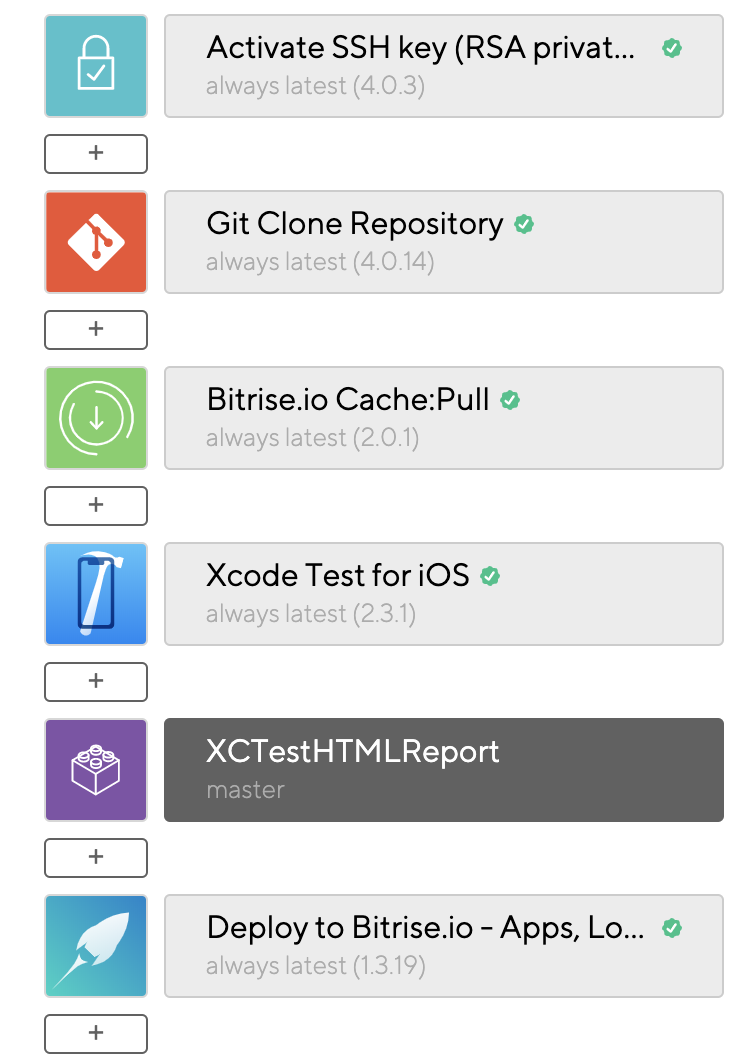 Activate SSH key (RSA privat...
always latest (4.0.3)
+
Git Clone Repository
always latest (4.0.14)
+
Bitrise.io Cache:Pull
always latest (2.0.1)
+
Xcode Test for iOS
always latest (2.3.1)
+
XCTestHTMLReport
master
+
Deploy to Bitrise.io - Apps, Lo...
always latest (1.3.19)
+